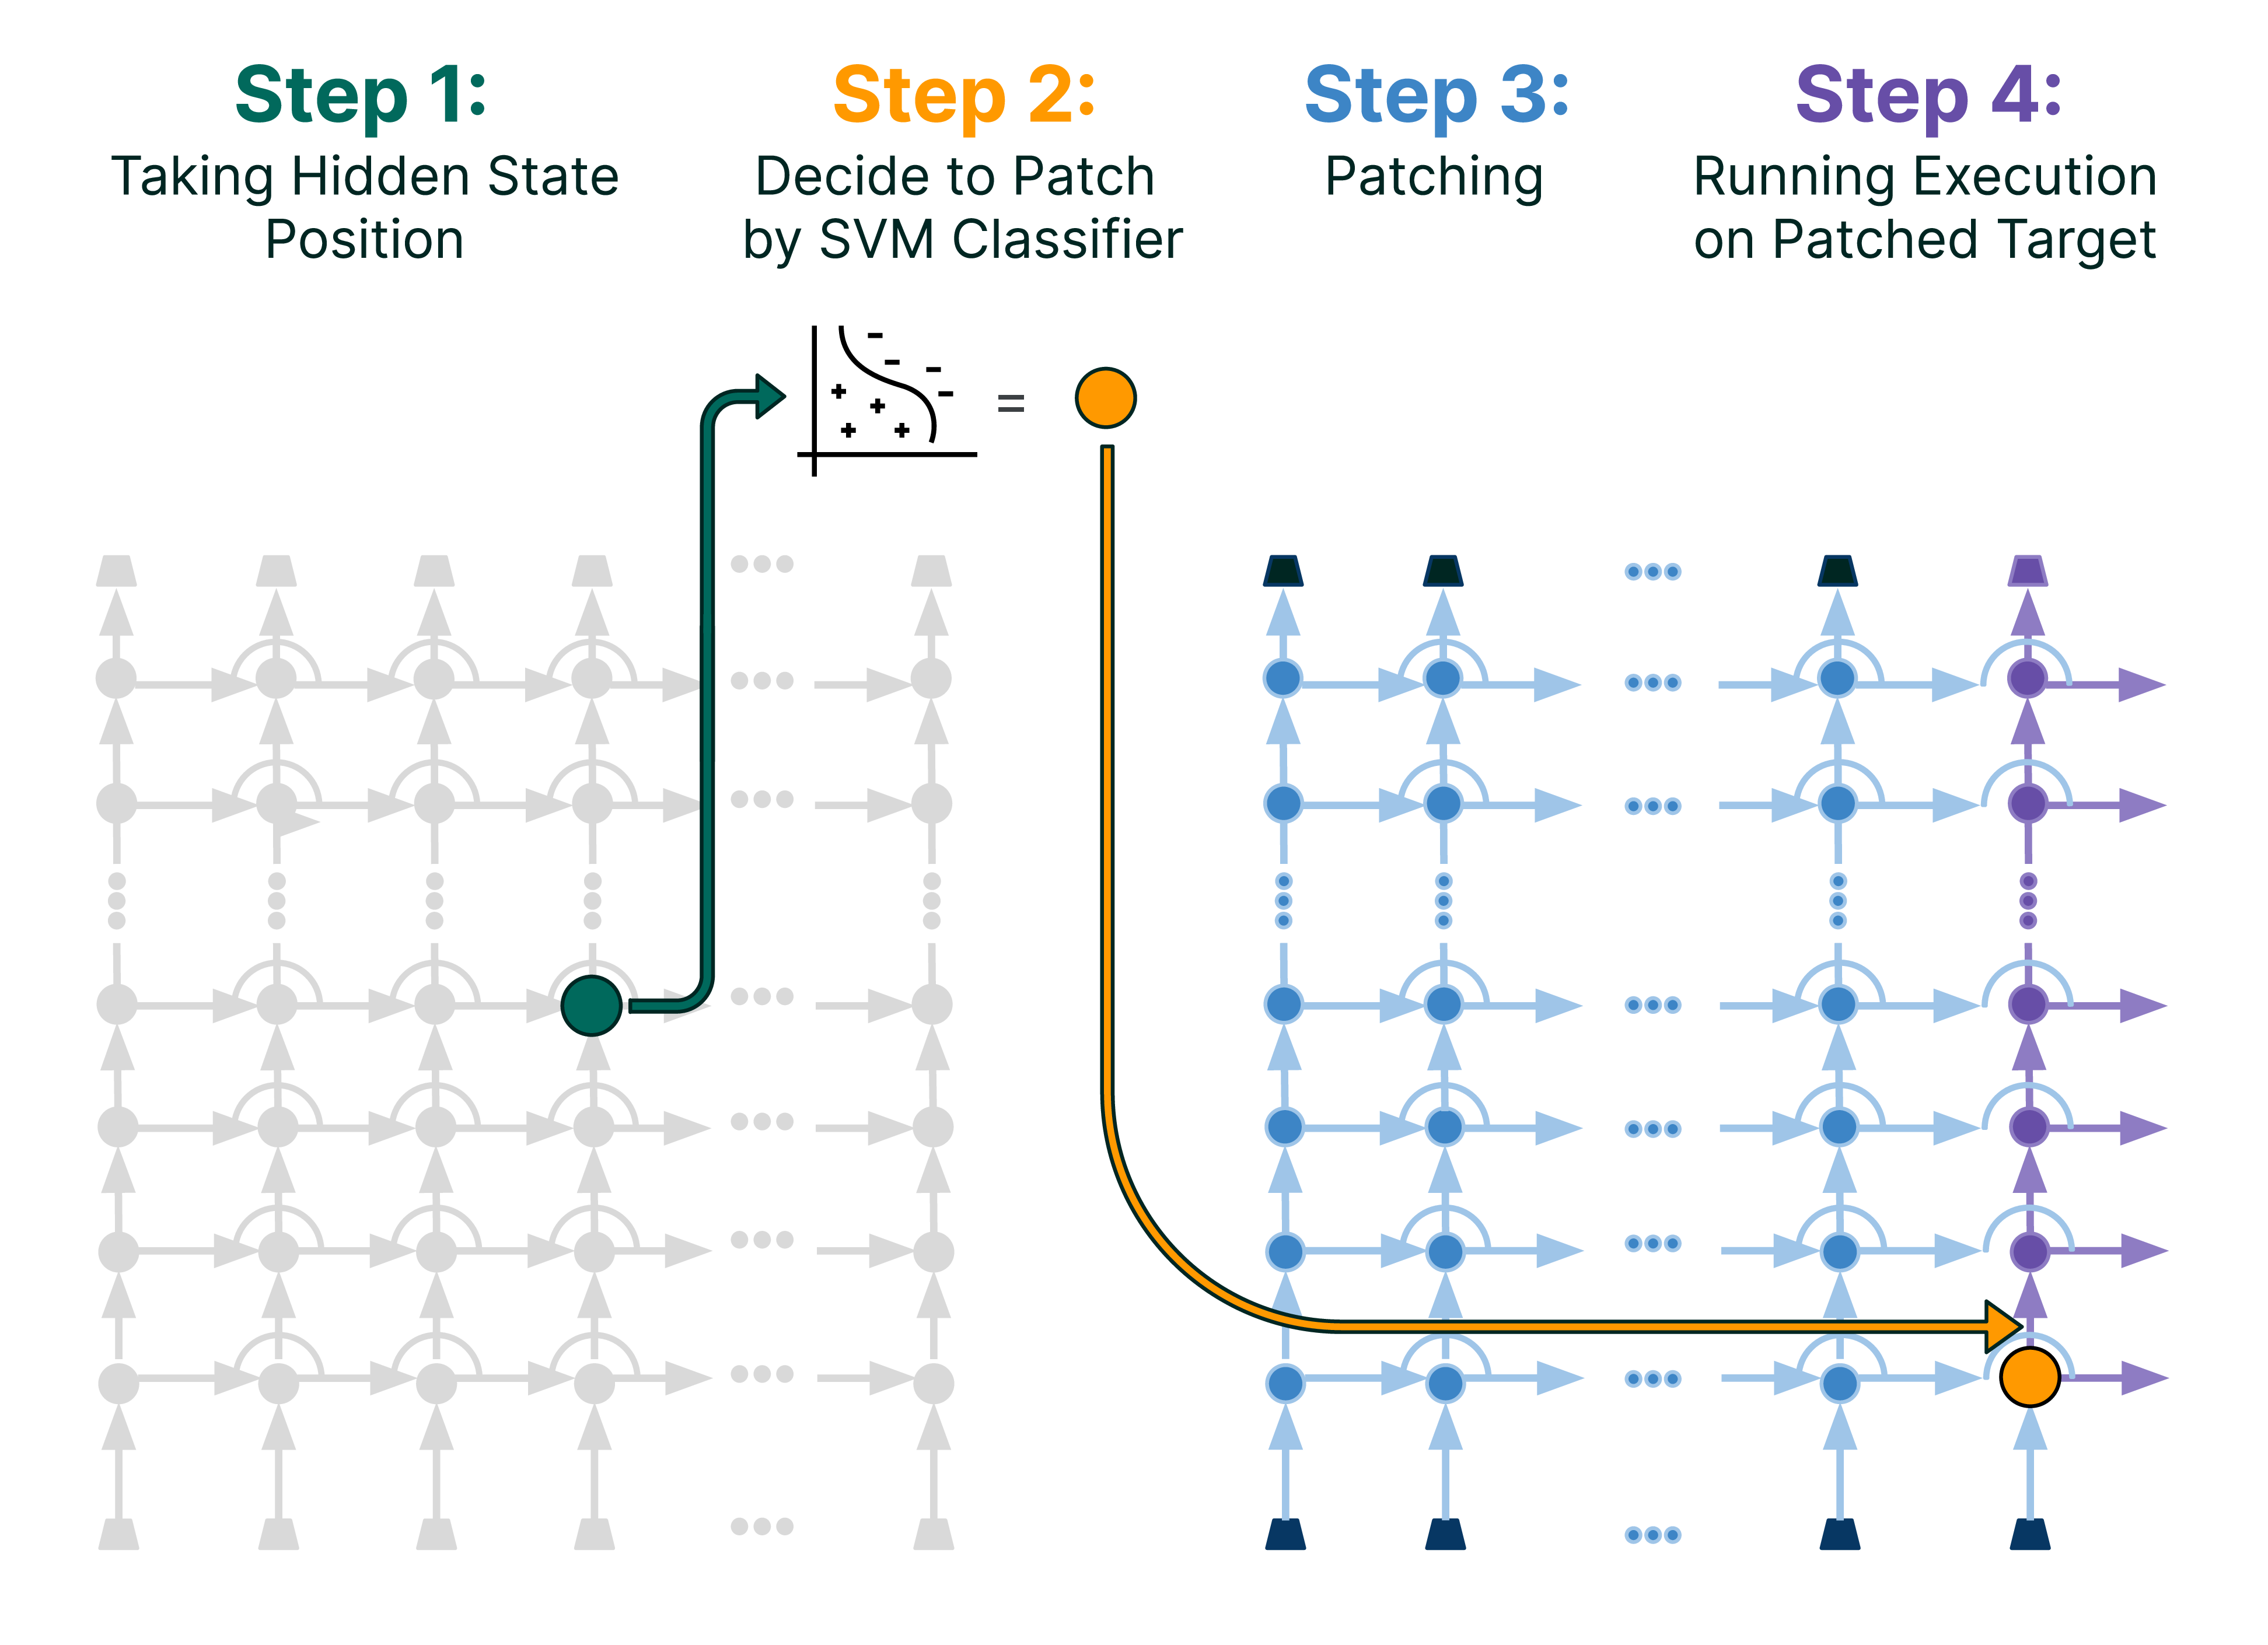 Step 1:
Taking Hidden State
Position
Step 2:
Decide to Patch
by SVM Classifier
Step 3:
Patching
Step 4:
Running Execution
on Patched Target
=